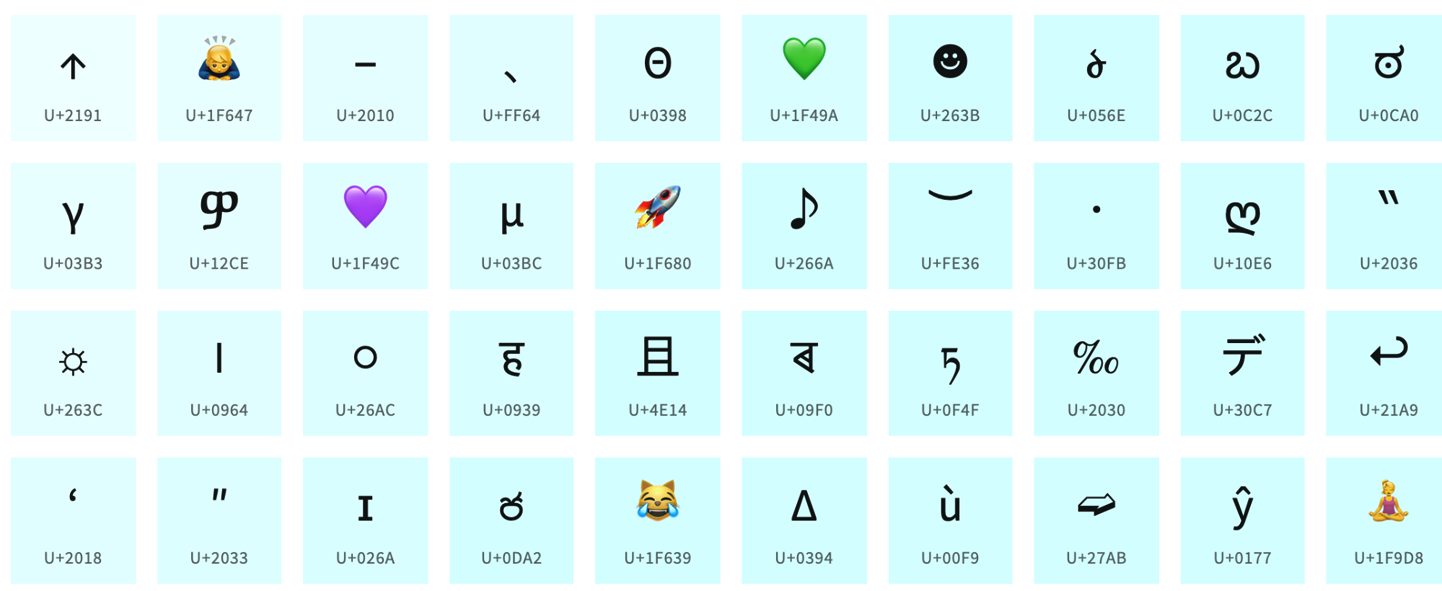 ↑ 🙇 ‐ 、 Θ 💚 ☻ ծ బ ಠ
U+2191 U+1F647 U+2010 U+FF64 U+0398 U+1F49A U+263B U+056E U+0C2C U+0CA0
γ ዎ 💜 μ 🚀 ♪ ︶ ・ ღ ‶
U+03B3 U+12CE U+1F49C U+03BC U+1F680 U+266A U+FE36 U+30FB U+10E6 U+2036
☼ । ⚬ ह 且 ৰ ཏ ‰ デ ↩
U+263C U+0964 U+26AC U+0939 U+4E14 U+09F0 U+0F4F U+2030 U+30C7 U+21A9
‘ ″ ɪ ජ 😹 Δ ù ➫ ŷ 🧘
U+2018 U+2033 U+026A U+0DA2 U+1F639 U+0394 U+00F9 U+27AB U+0177 U+1F9D8